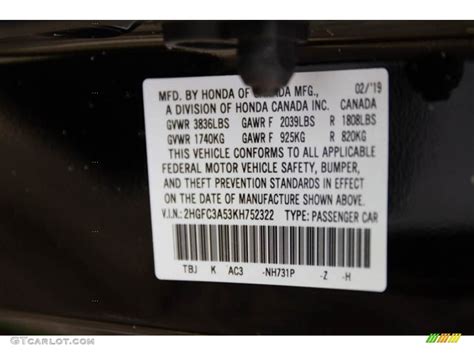 MFD. BY HONDA OF CANADA MFG., 02/'19
A DIVISION OF HONDA CANADA INC. CANADA
GVWR 3836LBS GAWR F 2039LBS R 1808LBS
GVWR 1740KG GAWR F 925KG R 820KG
THIS VEHICLE CONFORMS TO ALL APPLICABLE
FEDERAL MOTOR VEHICLE SAFETY, BUMPER,
AND THEFT PREVENTION STANDARDS IN EFFECT
ON THE DATE OF MANUFACTURE SHOWN ABOVE.
V.I.N.: 2HGFC3A53KH752322 TYPE: PASSENGER CAR
TBJ K AC3 -NH731P -Z -H
GTCARLOT.COM